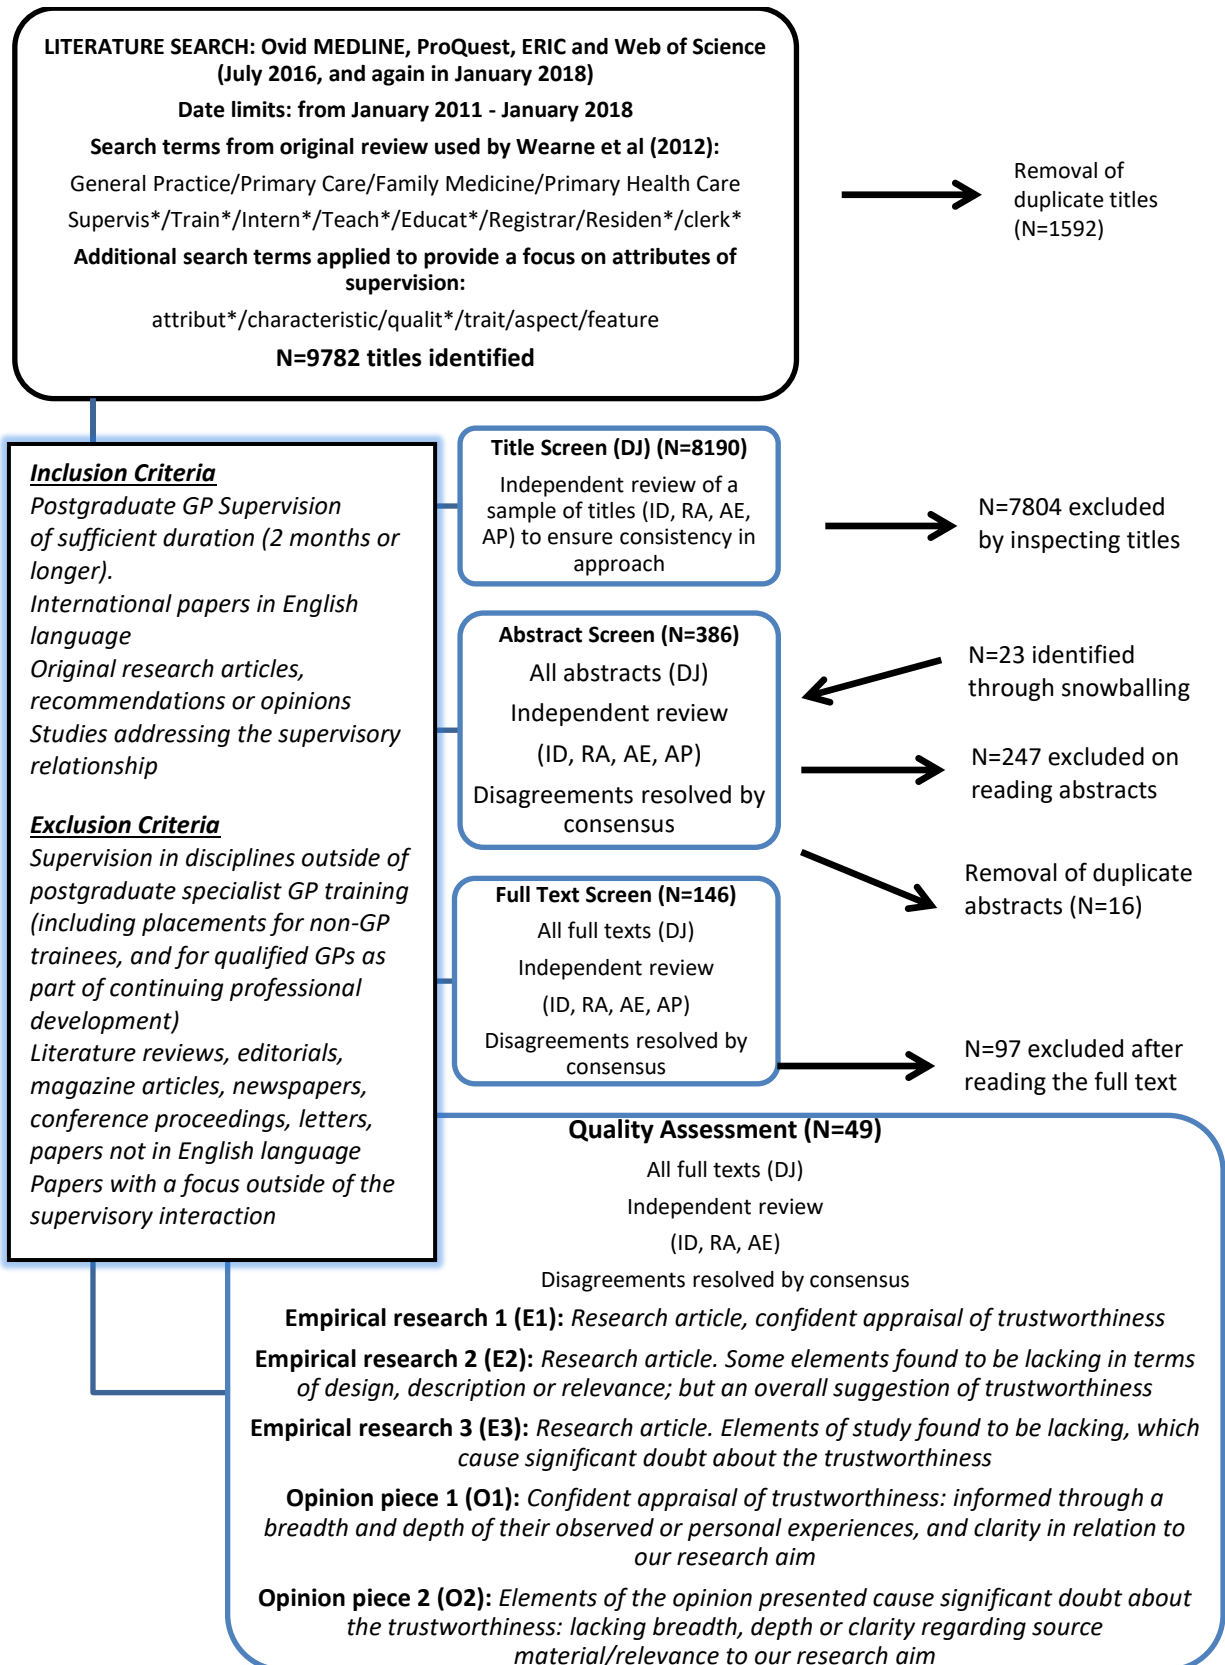 LITERATURE SEARCH: Ovid MEDLINE, ProQuest, ERIC and Web of Science
(July 2016, and again in January 2018)
Date limits: from January 2011 - January 2018
Search terms from original review used by Wearne et al (2012):
General Practice/Primary Care/Family Medicine/Primary Health Care
Supervis*/Train*/Intern*/Teach*/Educat*/Registrar/Residen*/clerk*
Additional search terms applied to provide a focus on attributes of
supervision:
attribut*/characteristic/qualit*/trait/aspect/feature
N=9782 titles identified
Removal of
duplicate titles
(N=1592)
Inclusion Criteria
Postgraduate GP Supervision
of sufficient duration (2 months or
longer).
International papers in English
language
Original research articles,
recommendations or opinions
Studies addressing the supervisory
relationship
Exclusion Criteria
Supervision in disciplines outside of
postgraduate specialist GP training
(including placements for non-GP
trainees, and for qualified GPs as
part of continuing professional
development)
Literature reviews, editorials,
magazine articles, newspapers,
conference proceedings, letters,
papers not in English language
Papers with a focus outside of the
supervisory interaction
Title Screen (DJ) (N=8190)
Independent review of a
sample of titles (ID, RA, AE,
AP) to ensure consistency in
approach
N=7804 excluded
by inspecting titles
Abstract Screen (N=386)
All abstracts (DJ)
Independent review
(ID, RA, AE, AP)
Disagreements resolved by
consensus
N=23 identified
through snowballing
N=247 excluded on
reading abstracts
Removal of duplicate
abstracts (N=16)
Full Text Screen (N=146)
All full texts (DJ)
Independent review
(ID, RA, AE, AP)
Disagreements resolved by
consensus
N=97 excluded after
reading the full text
Quality Assessment (N=49)
All full texts (DJ)
Independent review
(ID, RA, AE)
Disagreements resolved by consensus
Empirical research 1 (E1): Research article, confident appraisal of trustworthiness
Empirical research 2 (E2): Research article. Some elements found to be lacking in terms
of design, description or relevance; but an overall suggestion of trustworthiness
Empirical research 3 (E3): Research article. Elements of study found to be lacking, which
cause significant doubt about the trustworthiness
Opinion piece 1 (O1): Confident appraisal of trustworthiness: informed through a
breadth and depth of their observed or personal experiences, and clarity in relation to
our research aim
Opinion piece 2 (O2): Elements of the opinion presented cause significant doubt about
the trustworthiness: lacking breadth, depth or clarity regarding source
material/relevance to our research aim